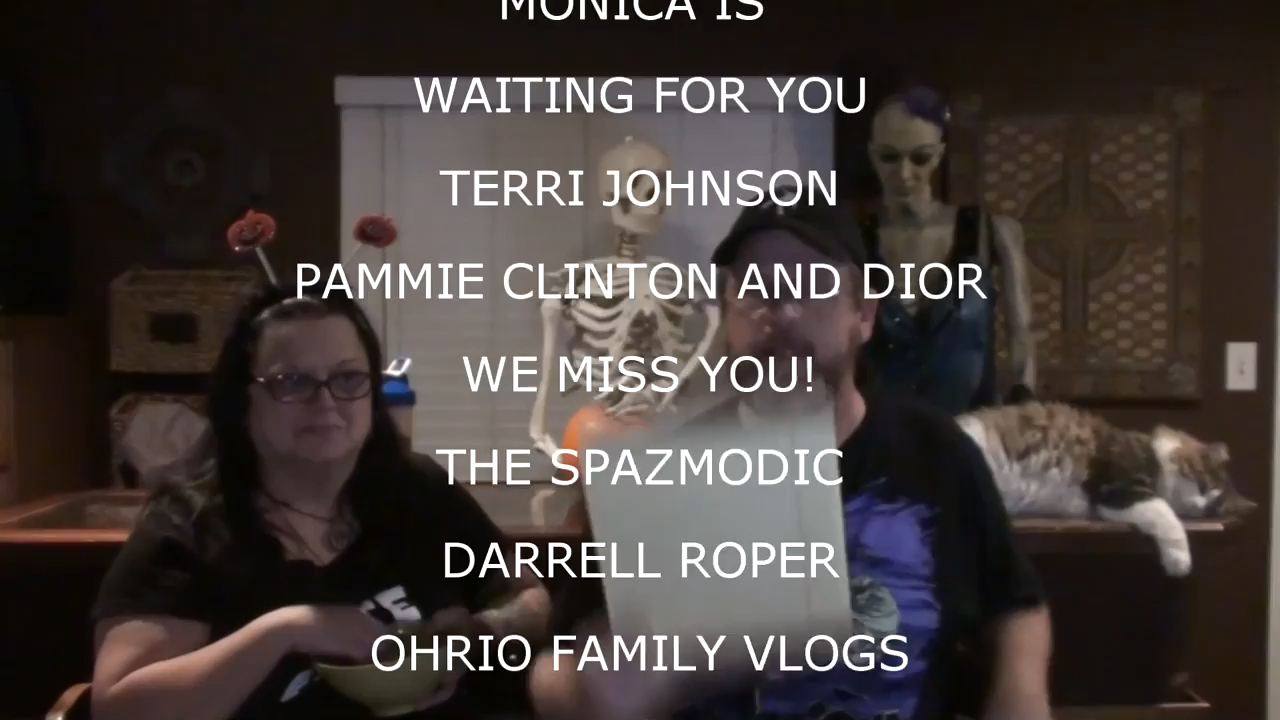 MONICA IS
WAITING FOR YOU
TERRI JOHNSON
PAMMIE CLINTON AND DIOR
WE MISS YOU!
THE SPAZMODIC
DARRELL ROPER
OHRIO FAMILY VLOGS